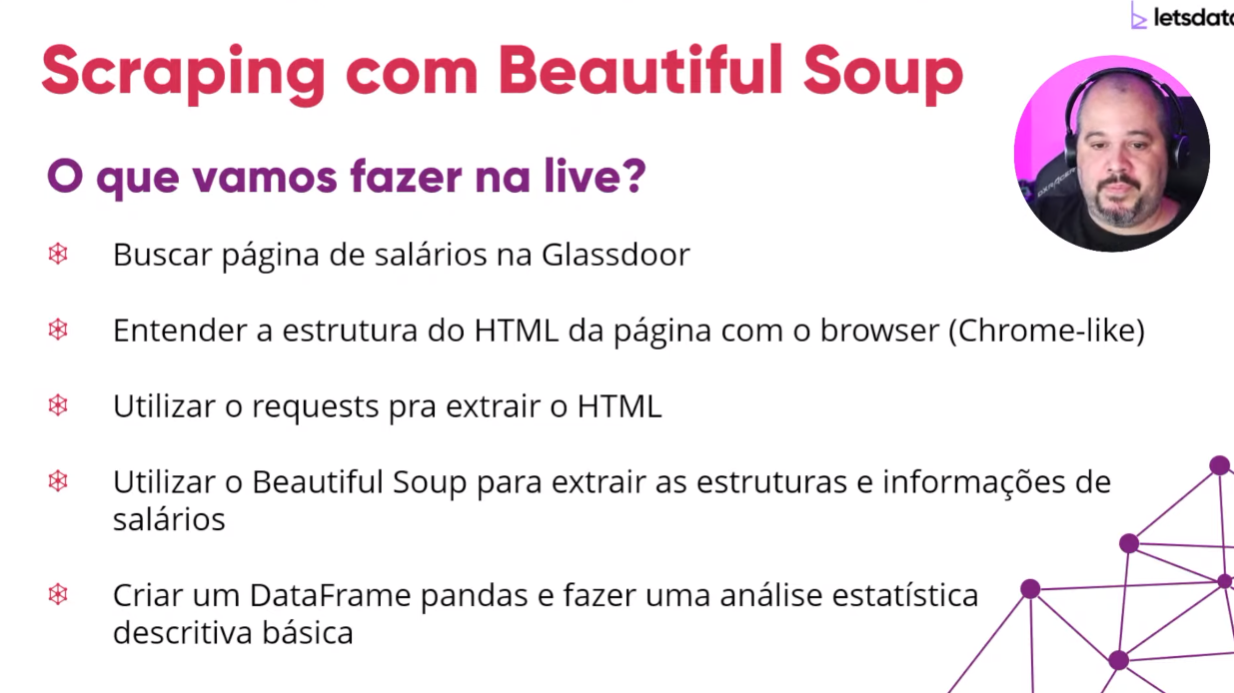 letsdata
Scraping com Beautiful Soup
O que vamos fazer na live?
Buscar página de salários na Glassdoor
Entender a estrutura do HTML da página com o browser (Chrome-like)
Utilizar o requests pra extrair o HTML
Utilizar o Beautiful Soup para extrair as estruturas e informações de
salários
Criar um DataFrame pandas e fazer uma análise estatística
descritiva básica